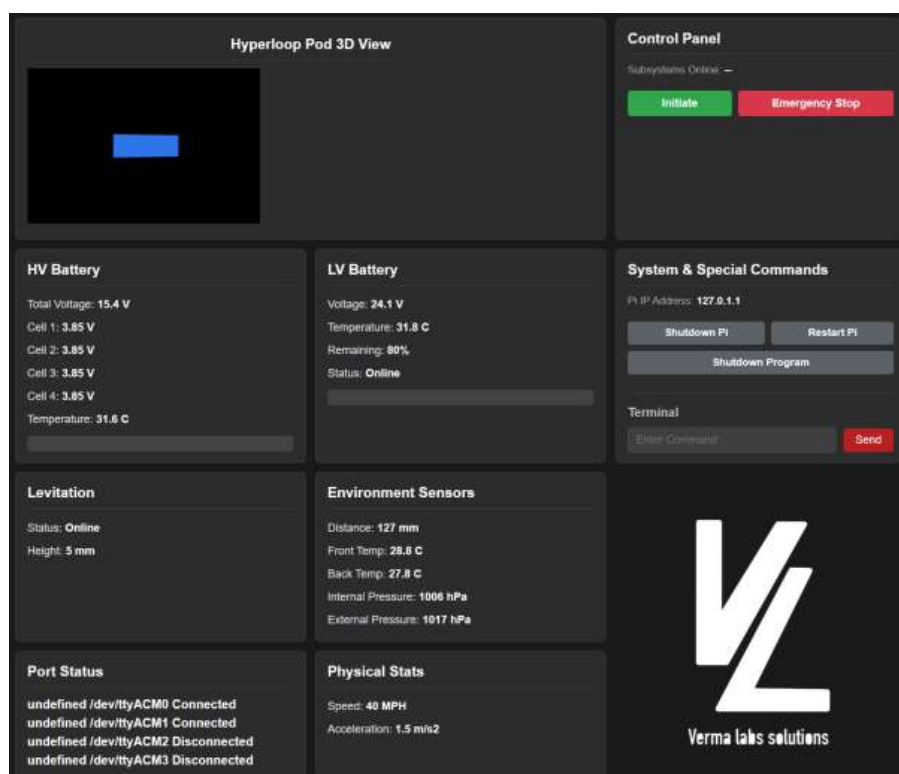 Hyperloop Pod 3D View
Control Panel
Subsystems Online: --
Initiate
Emergency Stop
HV Battery
Total Voltage: 15.4 V
Cell 1: 3.85 V
Cell 2: 3.85 V
Cell 3: 3.85 V
Cell 4: 3.85 V
Temperature: 31.6 C
LV Battery
Voltage: 24.1 V
Temperature: 31.8 C
Remaining: 80%
Status: Online
System & Special Commands
Pi IP Address: 127.0.1.1
Shutdown Pi
Restart Pi
Shutdown Program
Terminal
Enter Command
Send
Levitation
Status: Online
Height: 5 mm
Environment Sensors
Distance: 127 mm
Front Temp: 28.8 C
Back Temp: 27.8 C
Internal Pressure: 1006 hPa
External Pressure: 1017 hPa
Port Status
undefined /dev/ttyACM0 Connected
undefined /dev/ttyACM1 Connected
undefined /dev/ttyACM2 Disconnected
undefined /dev/ttyACM3 Disconnected
Physical Stats
Speed: 40 MPH
Acceleration: 1.5 m/s2
VL
Verma labs solutions